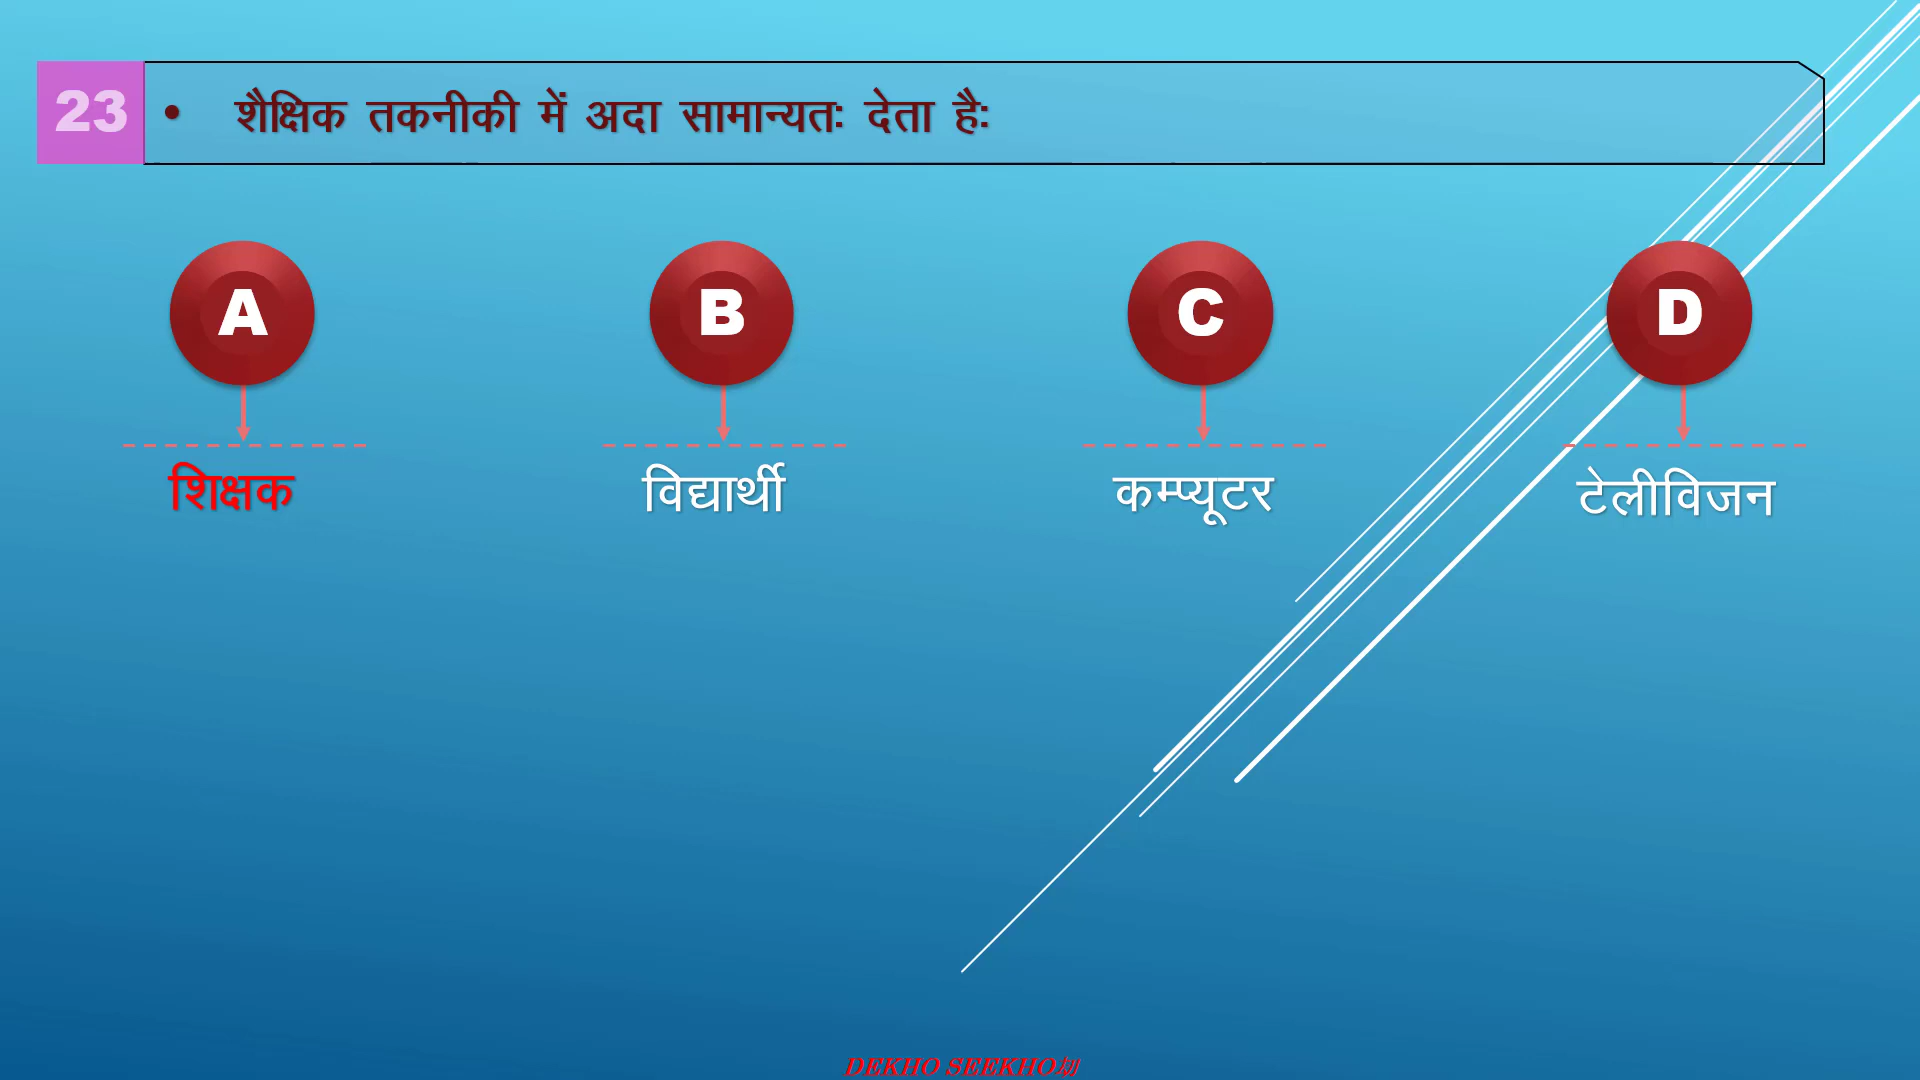 23 • शैक्षिक तकनीकी में अदा सामान्यतः देता हैः
A B C D
शिक्षक विद्यार्थी कम्प्यूटर टेलीविजन
DEKHO SEEKHO